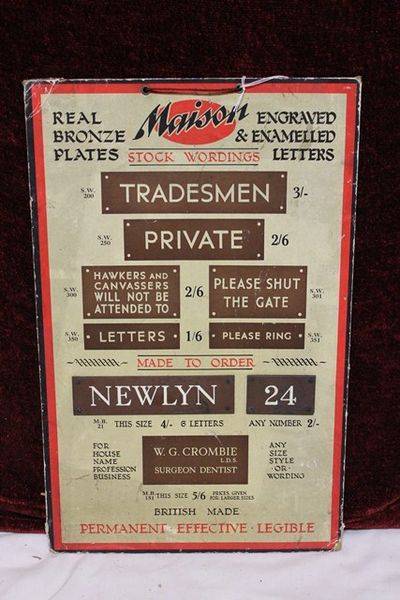 REAL Maison ENGRAVED
BRONZE & ENAMELLED
PLATES STOCK WORDINGS LETTERS
S.W. 200 TRADESMEN 3/-
S.W. 250 PRIVATE 2/6
S.W. 300 HAWKERS AND
CANVASSERS
WILL NOT BE
ATTENDED TO 2/6
PLEASE SHUT
THE GATE S.W. 301
S.W. 350 LETTERS 1/6 PLEASE RING S.W. 351
MADE TO ORDER
NEWLYN 24
M.B. 21 THIS SIZE 4/- 6 LETTERS ANY NUMBER 2/-
FOR
HOUSE
NAME
PROFESSION
BUSINESS
W. G. CROMBIE
L.D.S.
SURGEON DENTIST
ANY
SIZE
STYLE
· OR ·
WORDING
M.B. 151 THIS SIZE 5/6 PRICES GIVEN
FOR LARGER SIZES
BRITISH MADE
PERMANENT · EFFECTIVE · LEGIBLE